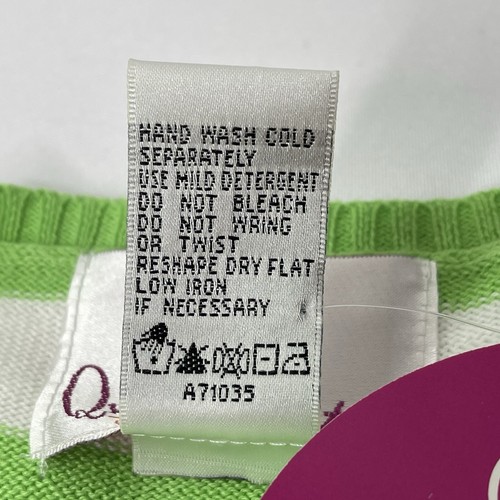 HAND WASH COLD
SEPARATELY
USE MILD DETERGENT
DO NOT BLEACH
DO NOT WRING
OR TWIST
RESHAPE DRY FLAT
LOW IRON
IF NECESSARY
A71035